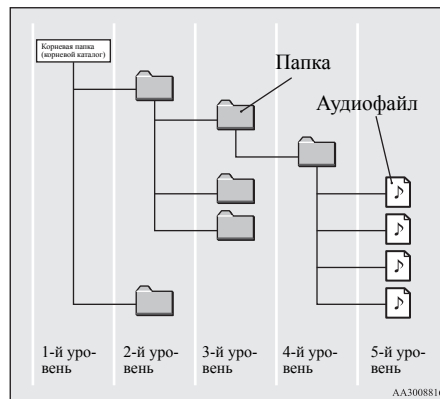 Корневая папка
(корневой каталог)
Папка
Аудиофайл
1-й уро-
вень
2-й уро-
вень
3-й уро-
вень
4-й уро-
вень
5-й уро-
вень